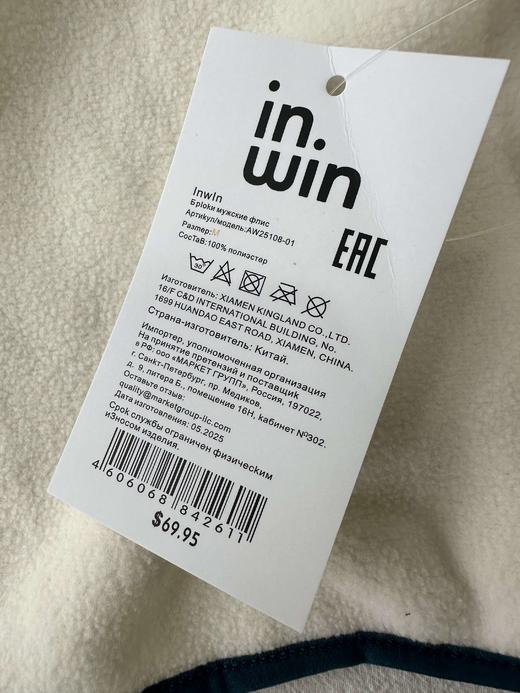 in.
win
InwIn
Брюки мужские флис
Артикул/модель:AW25108-01
Размер:M
СосТаВ:100% полиэстер
EAC
30
Изготовитель: XIAMEN KINGLAND CO.,LTD.
16/F C&D INTERNATIONAL BUILDING, No.
1699 HUANDAO EAST ROAD, XIAMEN, CHINA.
Страна-изготовитель: Китай.
Импортер, уполномоченная организация
На принятие претензий и поставщик
в РФ: ооо «МАРКЕТ ГРУПП», Россия, 197022,
г. Санкт-Петербург, пр. Медиков,
д. 9, литера Б., помещение 16Н, кабинет №302.
Оставьте отзыв:
quality@marketgroup-llc.com
Дата изготовления: 05.2025
Срок службы ограничен физическим
иЗносом изделия.
4 606068 842611
$69.95